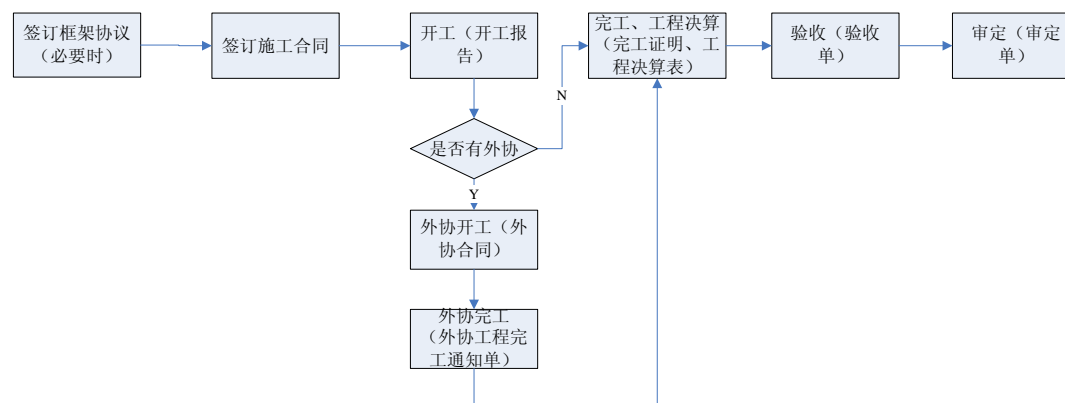 签订框架协议
（必要时）
签订施工合同
开工（开工报
告）
完工、工程决算
（完工证明、工
程决算表）
验收（验收
单）
审定（审定
单）
N
是否有外协
Y
外协开工（外
协合同）
外协完工
（外协工程完
工通知单）